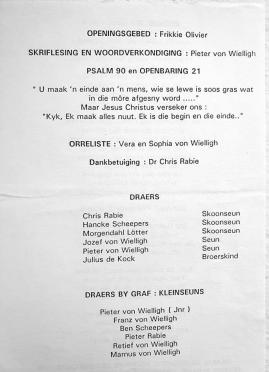 OPENINGSGEBED : Frikkie Olivier
SKRIFLESING EN WOORDVERKONDIGING : Pieter von Wielligh
PSALM 90 en OPENBARING 21
" U maak 'n einde aan 'n mens, wie se lewe is soos gras wat
in die môre afgesny word ....."
Maar Jesus Christus verseker ons :
"Kyk, Ek maak alles nuut. Ek is die begin en die einde.."
ORRELISTE : Vera en Sophia von Wielligh
Dankbetuiging : Dr Chris Rabie
DRAERS
Chris Rabie Skoonseun
Hancke Scheepers Skoonseun
Morgendahl Lötter Skoonseun
Jozef von Wielligh Seun
Pieter von Wielligh Seun
Julius de Kock Broerskind
DRAERS BY GRAF : KLEINSEUNS
Pieter von Wielligh ( Jnr )
Franz von Wielligh
Ben Scheepers
Pieter Rabie
Retief von Wielligh
Marnus von Wielligh